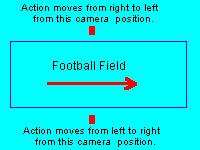 Action moves from right to left
from this camera position.
Football Field
Action moves from left to right
from this camera position.